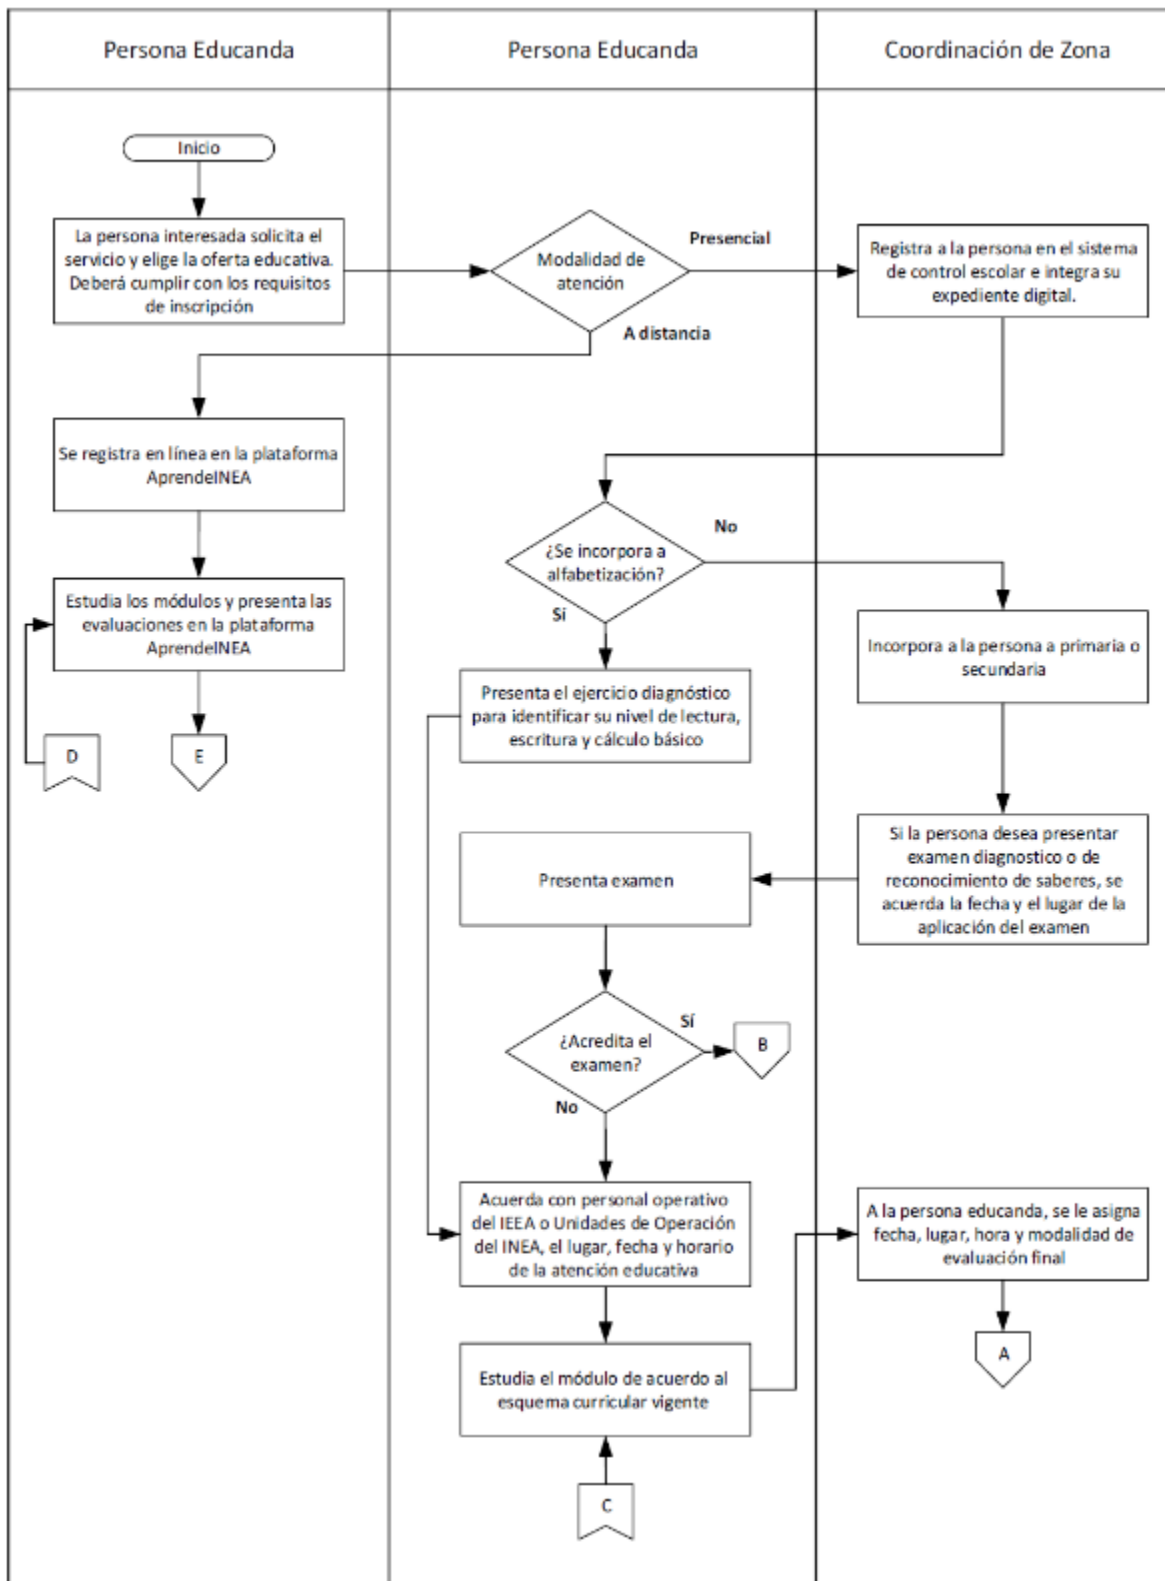 Persona Educanda
Persona Educanda
Coordinación de Zona
Inicio
La persona interesada solicita el
servicio y elige la oferta educativa.
Deberá cumplir con los requisitos
de inscripción
Modalidad de
atención
Presencial
A distancia
Registra a la persona en el sistema
de control escolar e integra su
expediente digital.
Se registra en línea en la plataforma
AprendeINEA
¿Se incorpora a
alfabetización?
No
Sí
Estudia los módulos y presenta las
evaluaciones en la plataforma
AprendeINEA
Incorpora a la persona a primaria o
secundaria
Presenta el ejercicio diagnóstico
para identificar su nivel de lectura,
escritura y cálculo básico
D
E
Si la persona desea presentar
examen diagnostico o de
reconocimiento de saberes, se
acuerda la fecha y el lugar de la
aplicación del examen
Presenta examen
¿Acredita el
examen?
Sí
B
No
Acuerda con personal operativo
del IEEA o Unidades de Operación
del INEA, el lugar, fecha y horario
de la atención educativa
A la persona educanda, se le asigna
fecha, lugar, hora y modalidad de
evaluación final
A
Estudia el módulo de acuerdo al
esquema curricular vigente
C